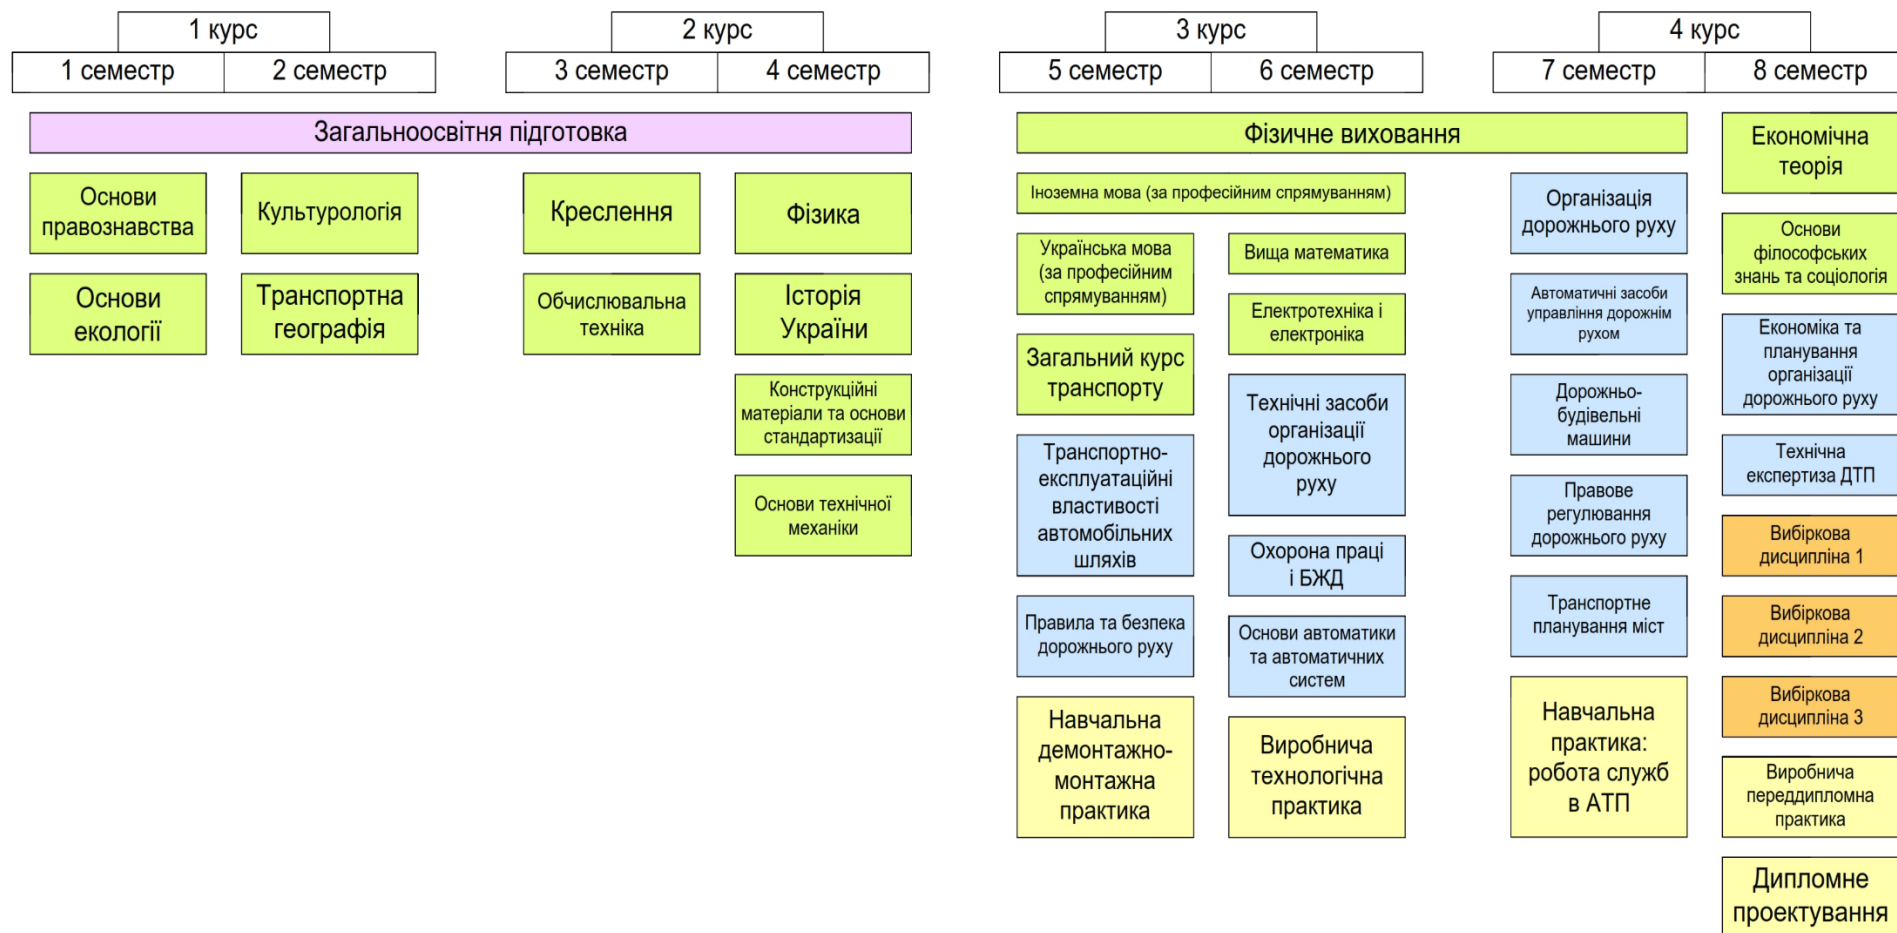 1 курс
1 семестр
2 семестр
2 курс
3 семестр
4 семестр
3 курс
5 семестр
6 семестр
4 курс
7 семестр
8 семестр
Загальноосвітня підготовка
Основи
правознавства
Основи
екології
Культурологія
Транспортна
географія
Креслення
Обчислювальна
техніка
Фізика
Історія
України
Конструкційні
матеріали та основи
стандартизації
Основи технічної
механіки
Фізичне виховання
Іноземна мова (за професійним спрямуванням)
Українська мова
(за професійним
спрямуванням)
Загальний курс
транспорту
Транспортно-
експлуатаційні
властивості
автомобільних
шляхів
Правила та безпека
дорожнього руху
Навчальна
демонтажно-
монтажна
практика
Вища математика
Електротехніка і
електроніка
Технічні засоби
організації
дорожнього
руху
Охорона праці
і БЖД
Основи автоматики
та автоматичних
систем
Виробнича
технологічна
практика
Організація
дорожнього руху
Автоматичні засоби
управління дорожнім
рухом
Дорожньо-
будівельні
машини
Правове
регулювання
дорожнього руху
Транспортне
планування міст
Навчальна
практика:
робота служб
в АТП
Економічна
теорія
Основи
філософських
знань та соціологія
Економіка та
планування
організації
дорожнього руху
Технічна
експертиза ДТП
Вибіркова
дисципліна 1
Вибіркова
дисципліна 2
Вибіркова
дисципліна 3
Виробнича
переддипломна
практика
Дипломне
проектування